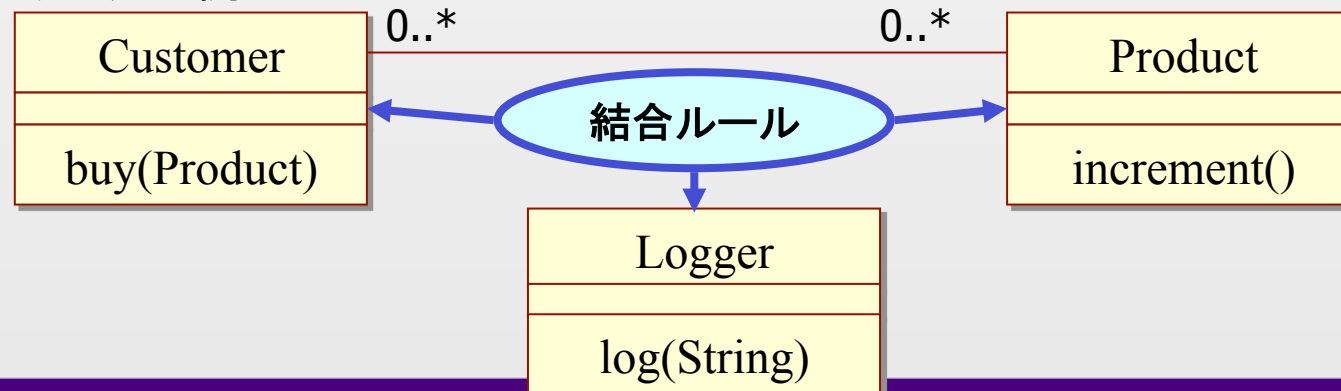 0..*
0..*
Customer
Product
結合ルール
buy(Product)
increment()
Logger
log(String)